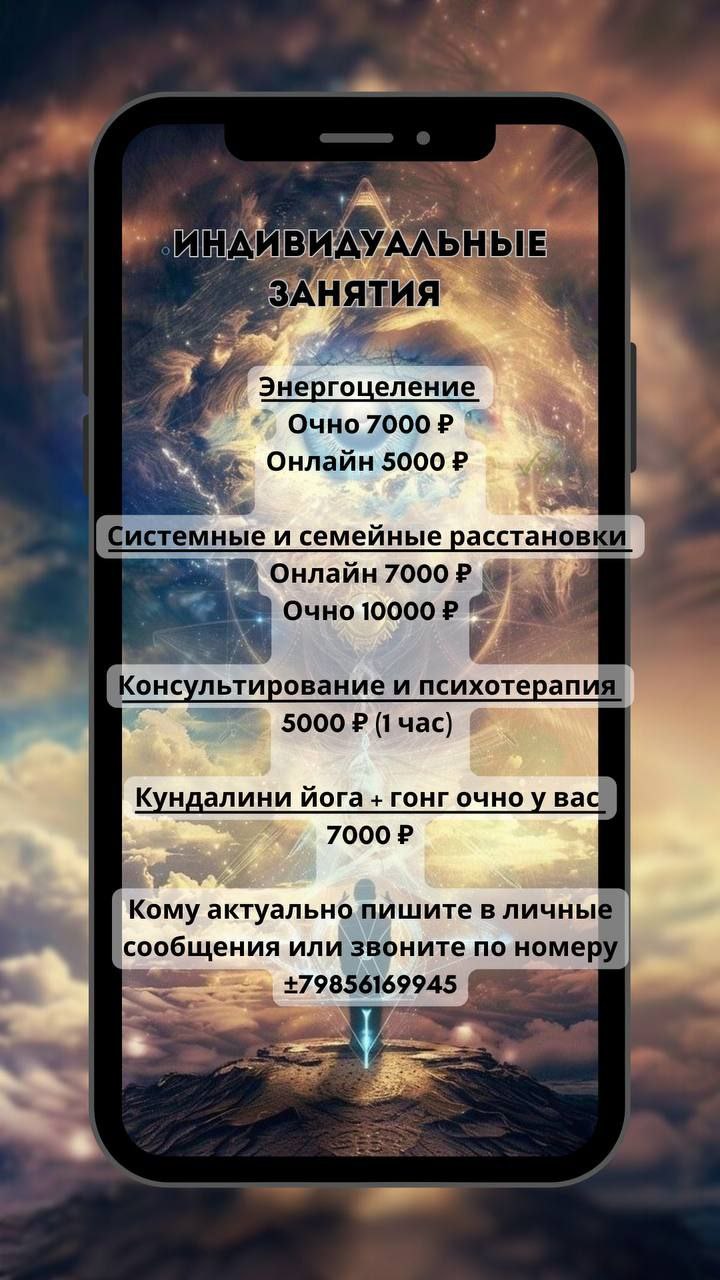 ИНДИВИДУАЛЬНЫЕ
ЗАНЯТИЯ
Энергоцеление
Очно 7000 ₽
Онлайн 5000 ₽
Системные и семейные расстановки
Онлайн 7000 ₽
Очно 10000 ₽
Консультирование и психотерапия
5000 ₽ (1 час)
Кундалини йога + гонг очно у вас
7000 ₽
Кому актуально пишите в личные
сообщения или звоните по номеру
±79856169945